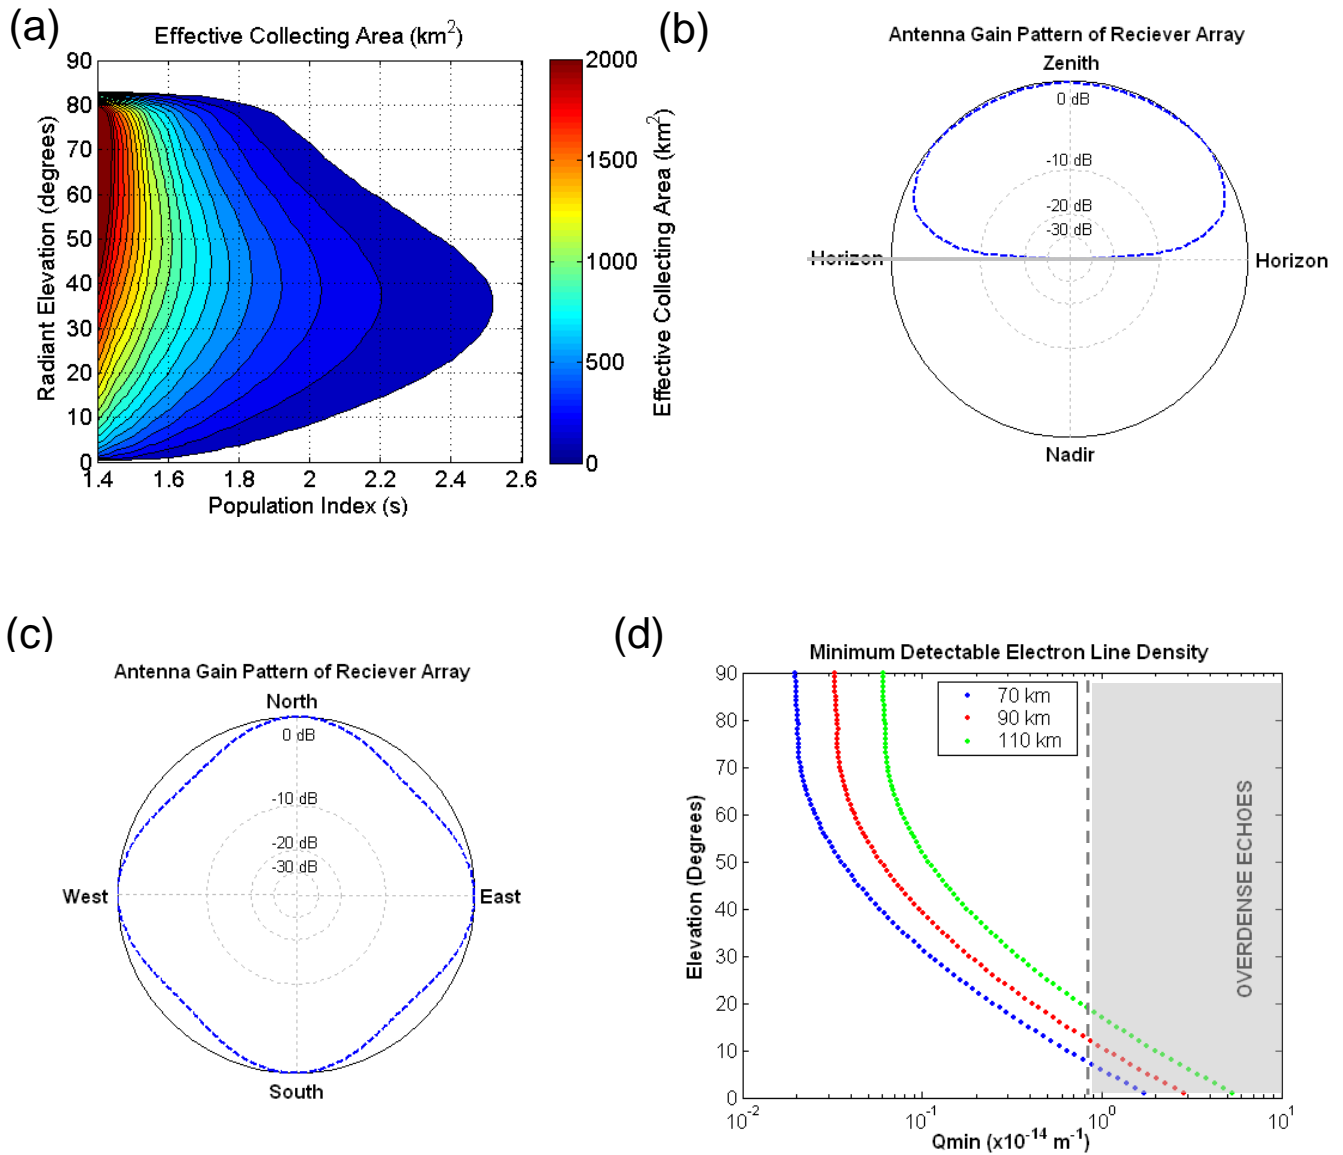 (a)
Effective Collecting Area (km²)
90
80
70
60
50
40
30
20
10
0
Radiant Elevation (degrees)
1.4
1.6
1.8
2
2.2
2.4
2.6
Population Index (s)
2000
1500
1000
500
0
Effective Collecting Area (km²)
(b)
Antenna Gain Pattern of Reciever Array
Zenith
0 dB
-10 dB
-20 dB
-30 dB
Horizon
Horizon
Nadir
(c)
Antenna Gain Pattern of Reciever Array
North
0 dB
-10 dB
-20 dB
-30 dB
West
East
South
(d)
Minimum Detectable Electron Line Density
90
80
70
60
50
40
30
20
10
0
Elevation (Degrees)
70 km
90 km
110 km
OVERDENSE ECHOES
10⁻²
10⁻¹
10⁰
10¹
Qmin (x10⁻¹⁴ m⁻¹)